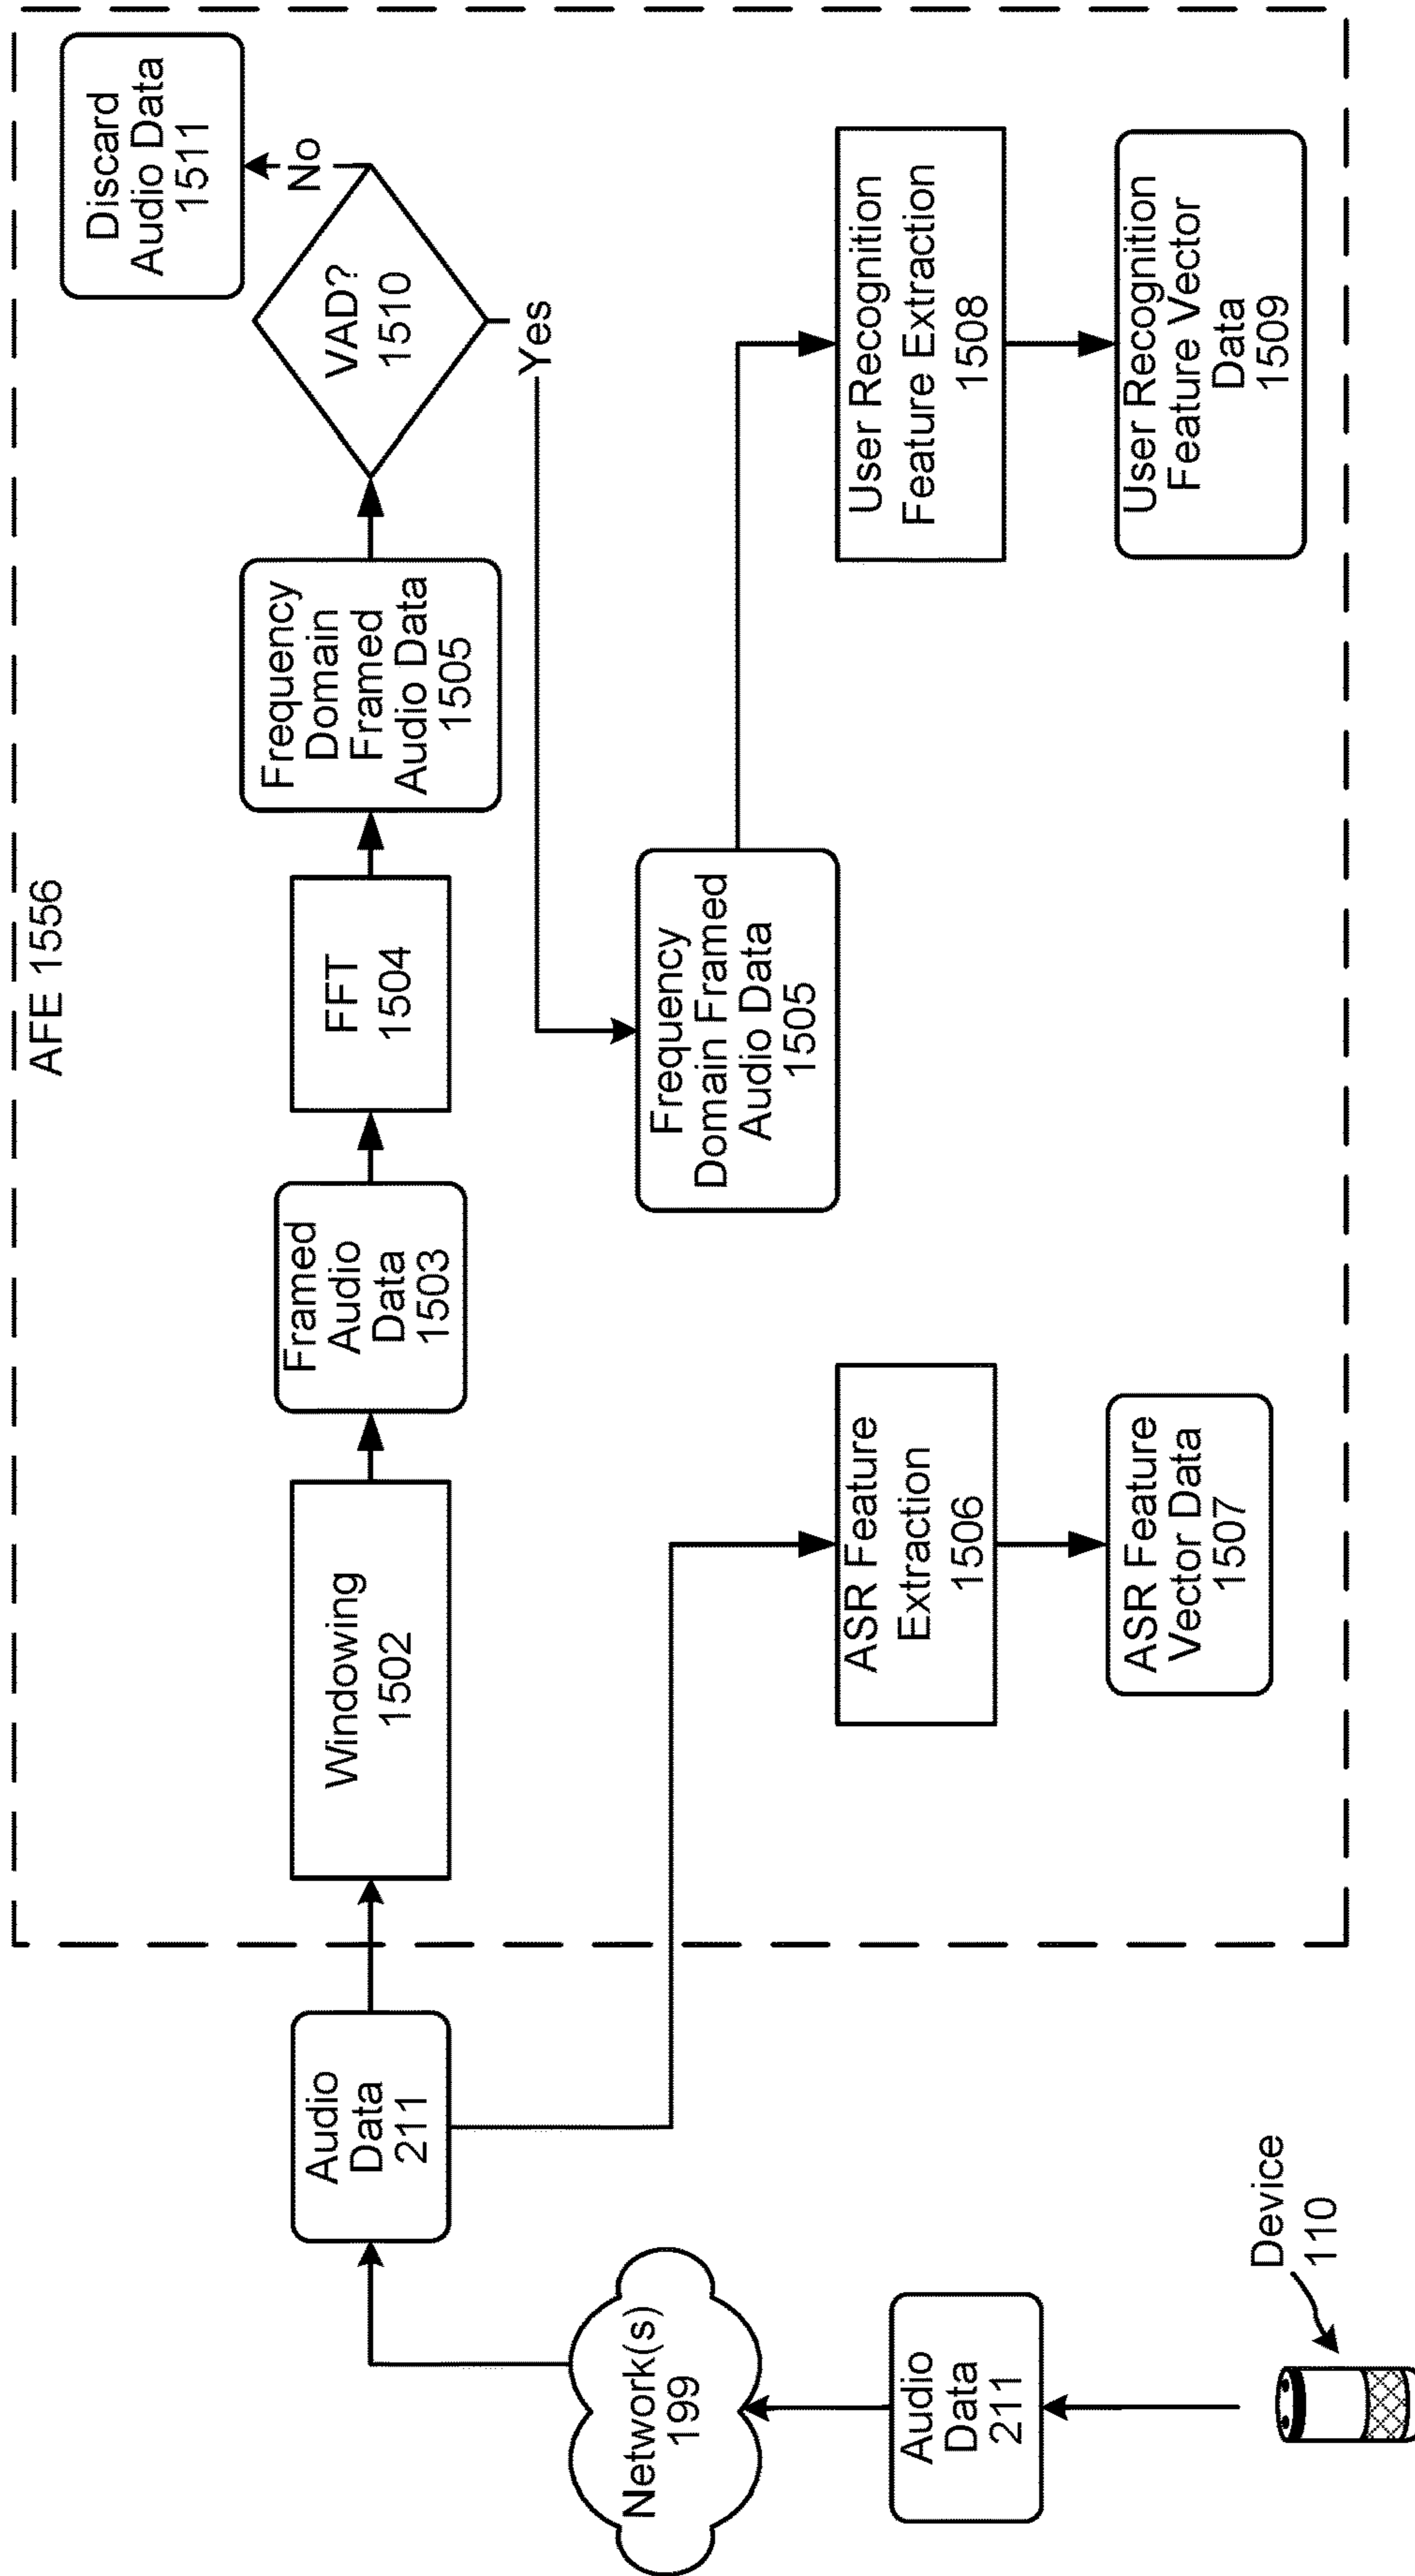 AFE 1556
Discard
Audio Data
1511
No
VAD?
1510
Yes
Frequency
Domain
Framed
Audio Data
1505
FFT
1504
Framed
Audio
Data
1503
Windowing
1502
Audio
Data
211
Frequency
Domain Framed
Audio Data
1505
User Recognition
Feature Extraction
1508
User Recognition
Feature Vector
Data
1509
ASR Feature
Extraction
1506
ASR Feature
Vector Data
1507
Network(s)
199
Audio
Data
211
Device
110